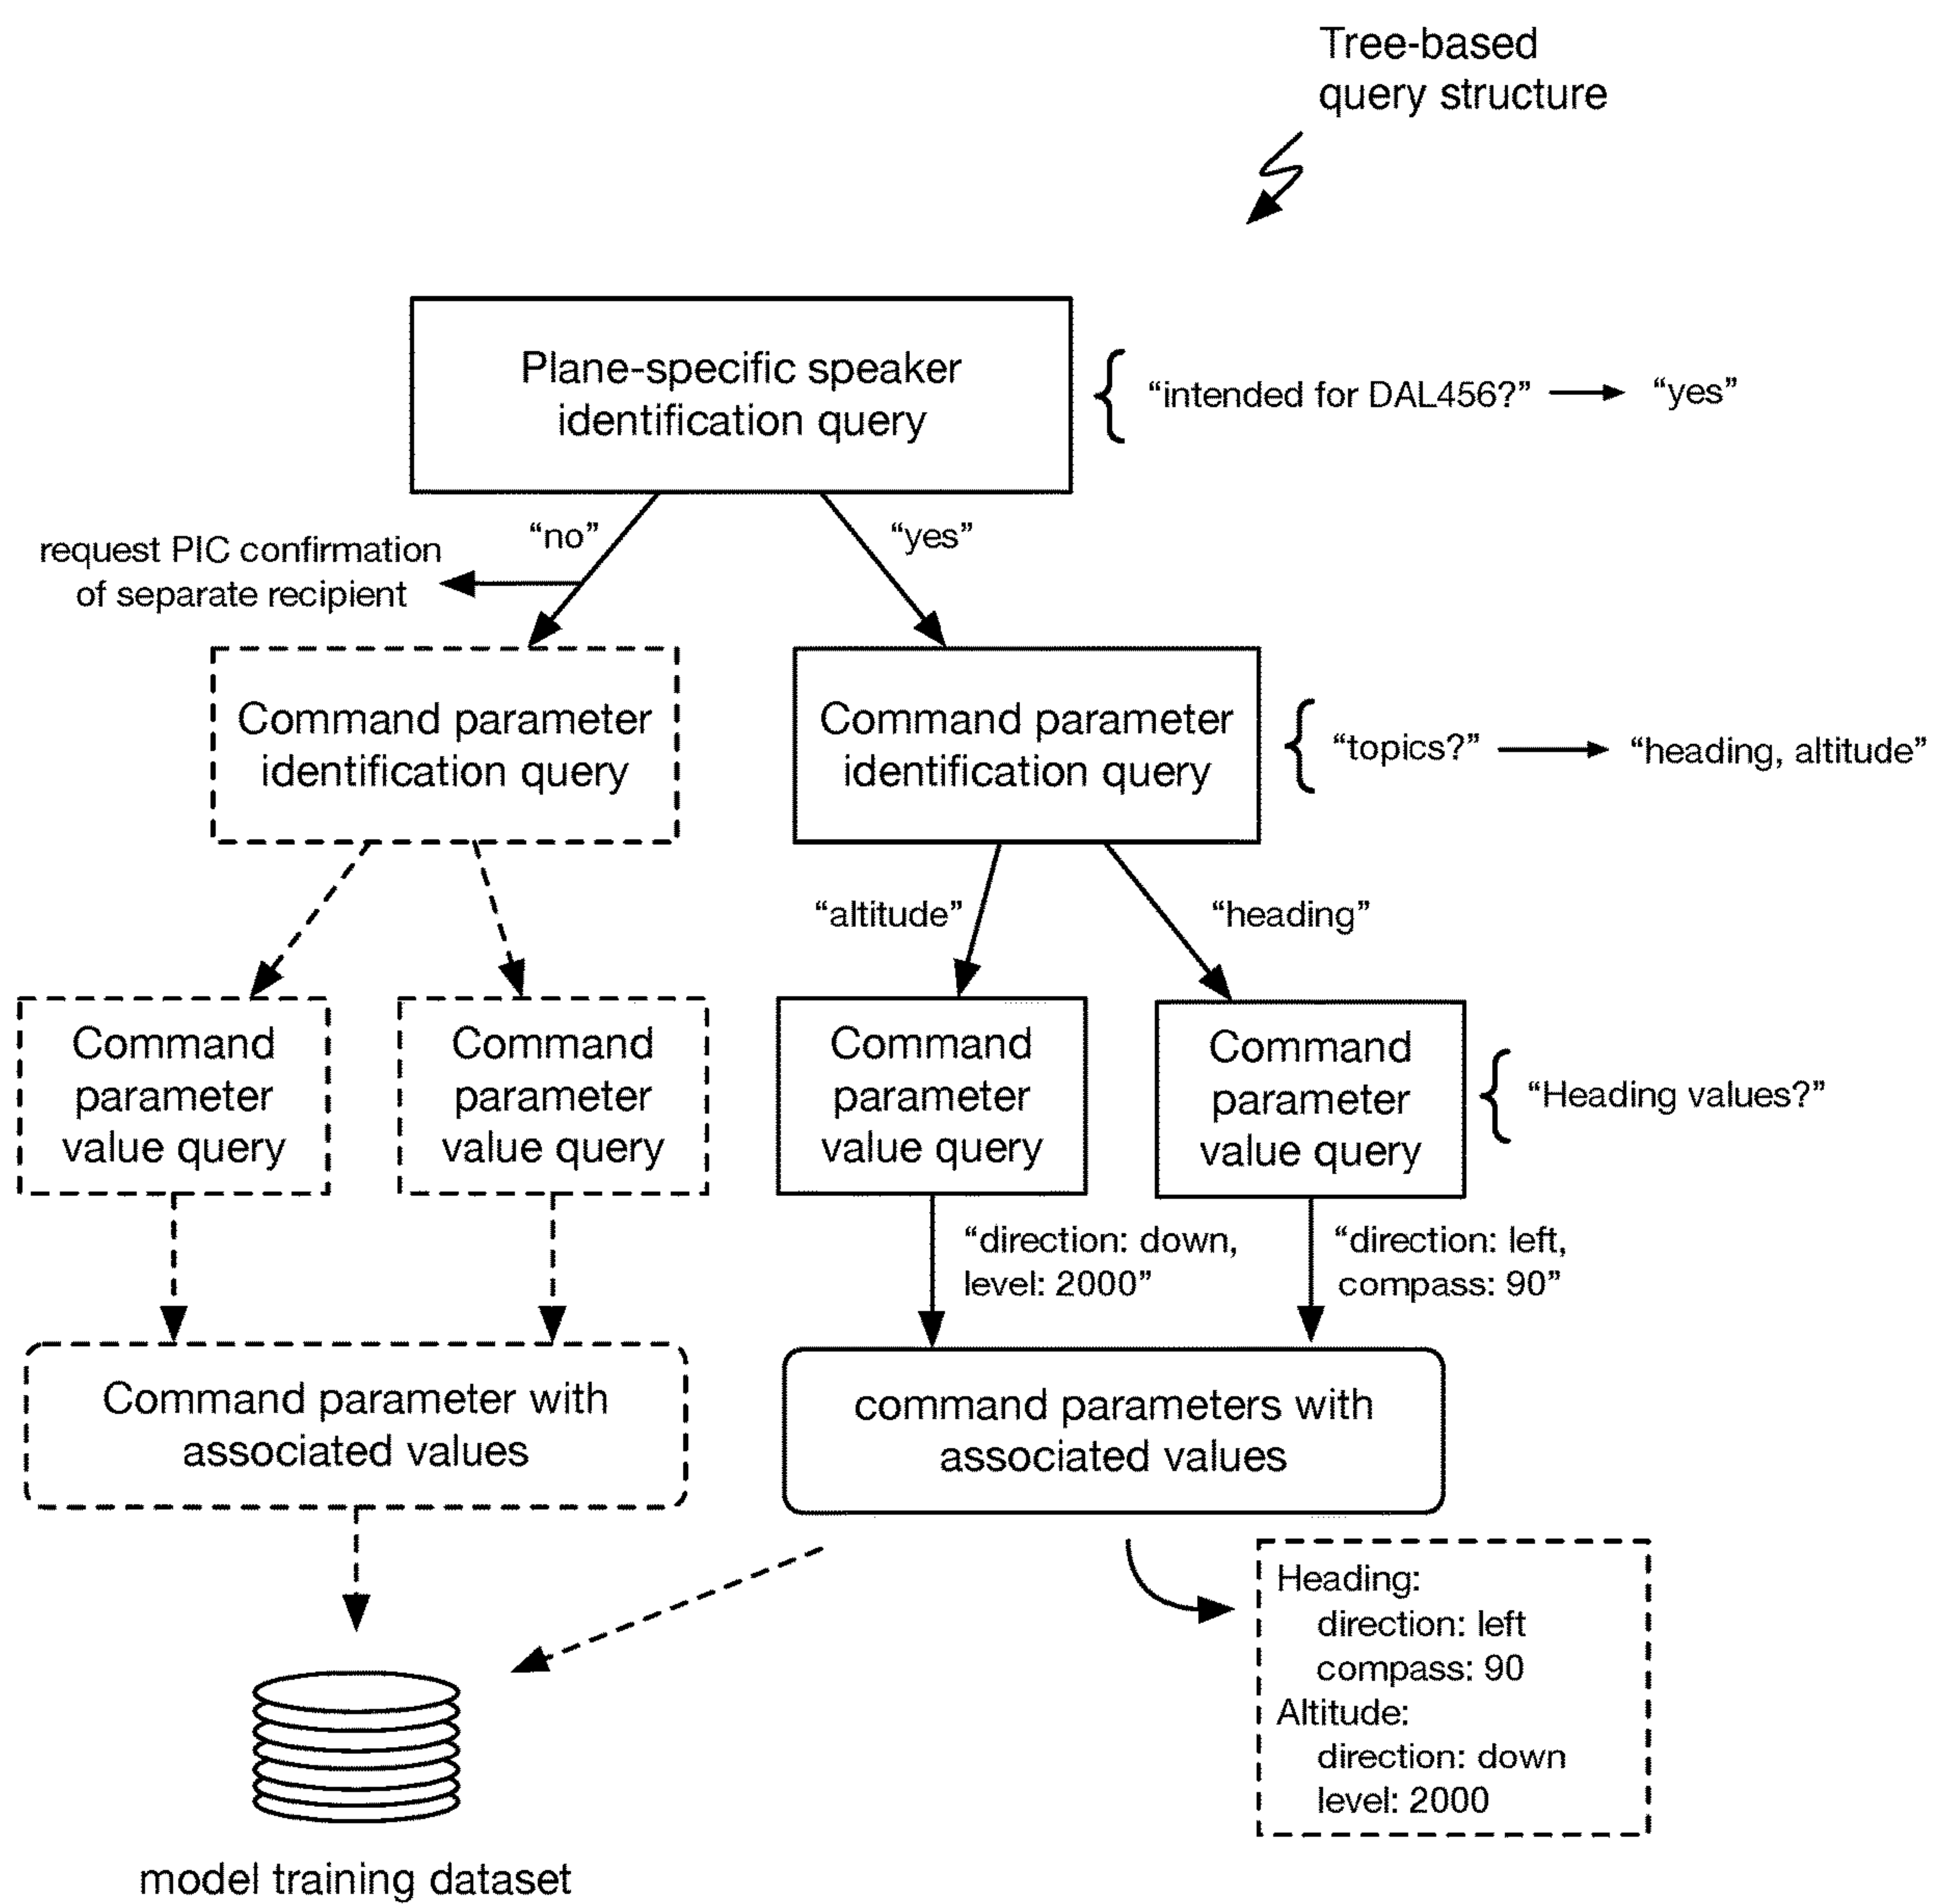 Tree-based
query structure
Plane-specific speaker
identification query
“intended for DAL456?”
“yes”
“no”
“yes”
request PIC confirmation
of separate recipient
Command parameter
identification query
Command parameter
identification query
“topics?”
“heading, altitude”
“altitude”
“heading”
Command
parameter
value query
Command
parameter
value query
Command
parameter
value query
Command
parameter
value query
“Heading values?”
“direction: down,
level: 2000”
“direction: left,
compass: 90”
Command parameter with
associated values
command parameters with
associated values
Heading:
direction: left
compass: 90
Altitude:
direction: down
level: 2000
model training dataset